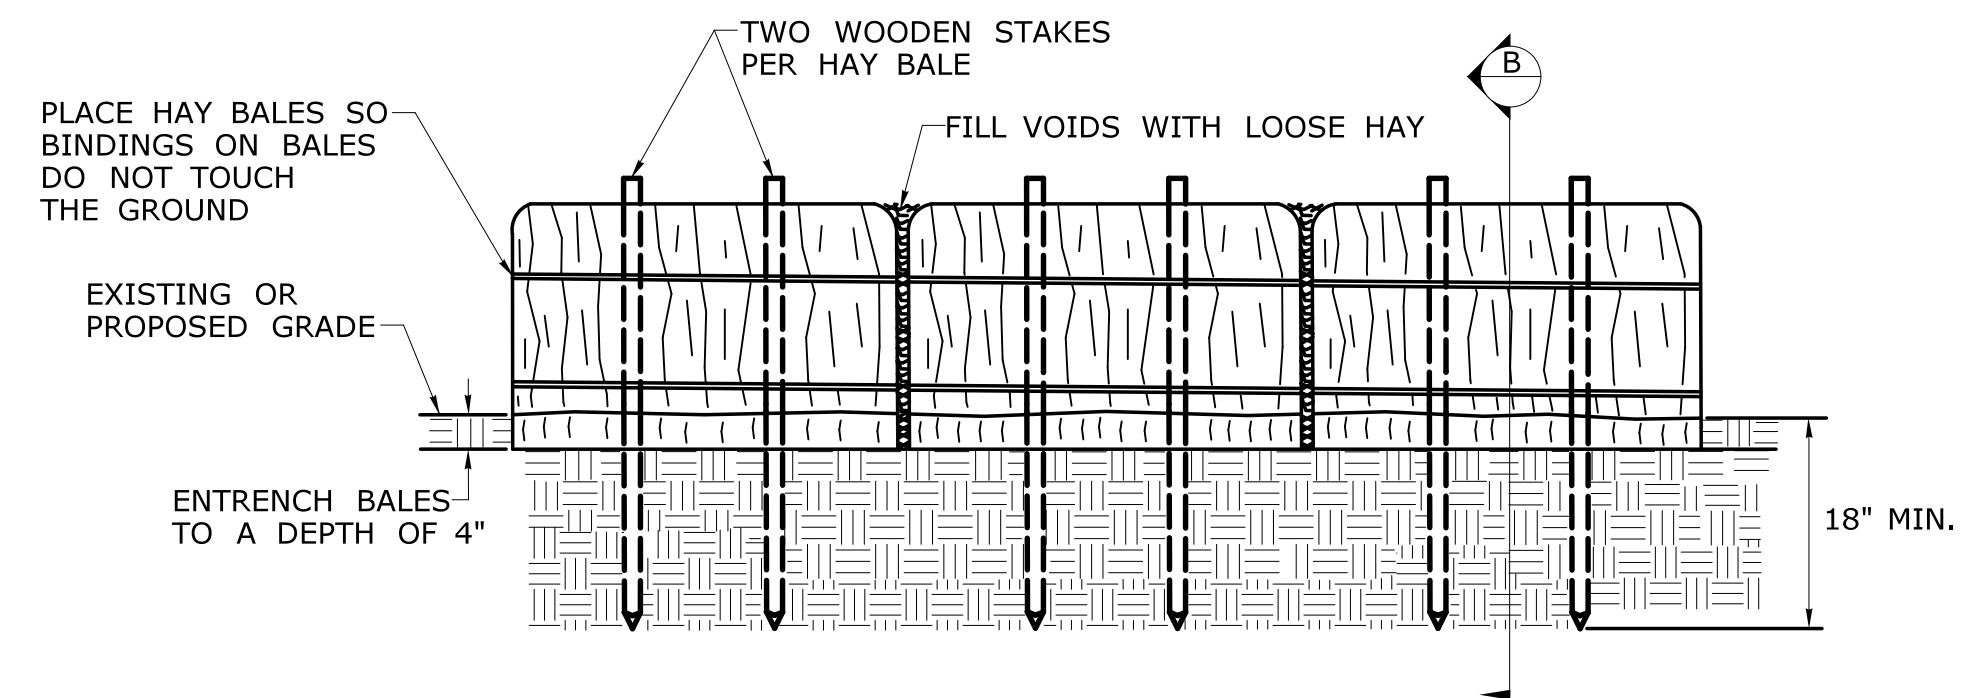 TWO WOODEN STAKES
PER HAY BALE
B
PLACE HAY BALES SO
BINDINGS ON BALES
DO NOT TOUCH
THE GROUND
FILL VOIDS WITH LOOSE HAY
EXISTING OR
PROPOSED GRADE
ENTRENCH BALES
TO A DEPTH OF 4"
18" MIN.